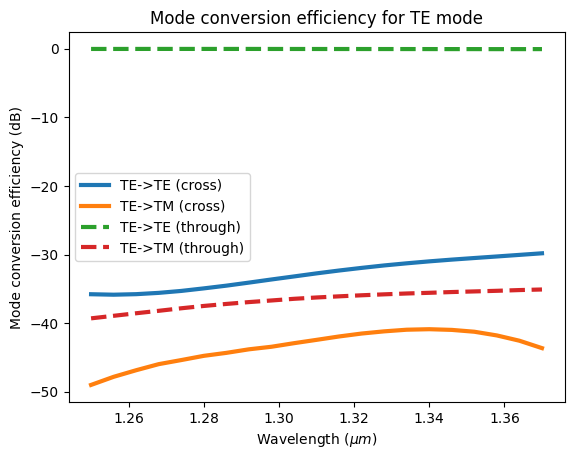 Mode conversion efficiency for TE mode
Mode conversion efficiency (dB)
0
−10
−20
−30
−40
−50
TE->TE (cross)
TE->TM (cross)
TE->TE (through)
TE->TM (through)
1.26 1.28 1.30 1.32 1.34 1.36
Wavelength (μm)